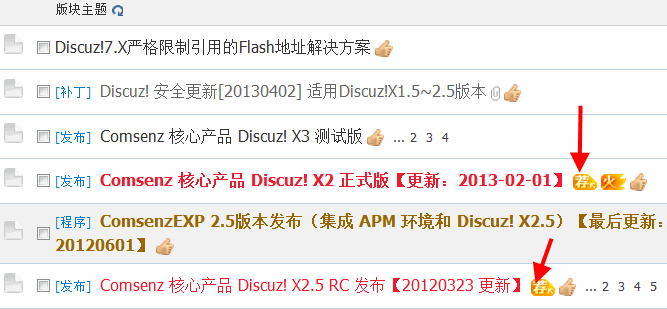 版块主题
Discuz!7.X严格限制引用的Flash地址解决方案
[补丁] Discuz! 安全更新[20130402] 适用DiscuzX1.5~2.5版本
[发布] Comsenz 核心产品 Discuz! X3 测试版 ... 2 3 4
[发布] Comsenz 核心产品 Discuz! X2 正式版【更新：2013-02-01】 荐 火
[程序] ComsenzEXP 2.5版本发布（集成 APM 环境和 Discuz! X2.5）【最后更新：
20120601】
[发布] Comsenz 核心产品 Discuz! X2.5 RC 发布【20120323 更新】 荐 ... 2 3 4 5